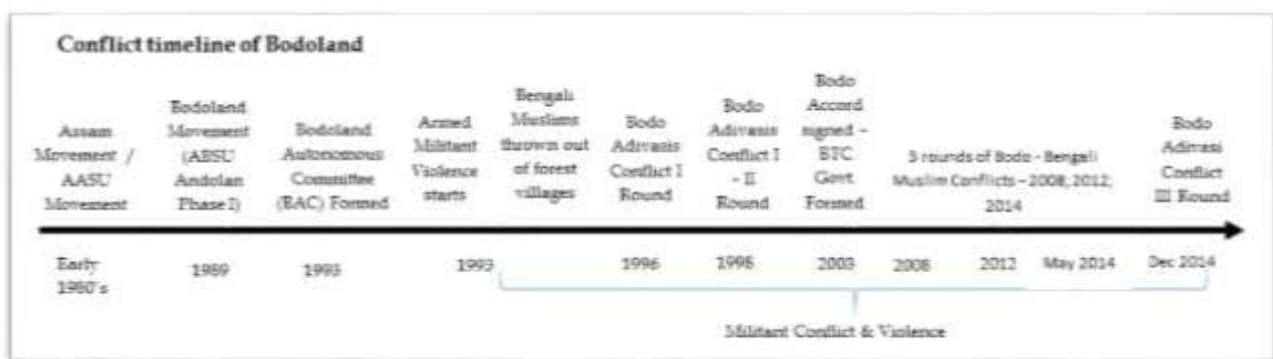 Conflict timeline of Bodoland
Assam
Movement /
AASU
Movement
Bodoland
Movement
(ABSU
Andolan
Phase I)
Bodoland
Autonomous
Committee
(BAC) Formed
Armed
Militant
Violence
starts
Bengali
Muslims
thrown out
of forest
villages
Bodo
Adivasis
Conflict I
Round
Bodo
Adivasis
Conflict I
- II
Round
Bodo
Accord
signed –
BTC
Govt.
Formed
3 rounds of Bodo - Bengali
Muslim Conflicts – 2008; 2012;
2014
Bodo
Adivasi
Conflict
III Round
Early
1980's
1989
1993
1993
1996
1998
2003
2008
2012
May 2014
Dec 2014
Militant Conflict & Violence